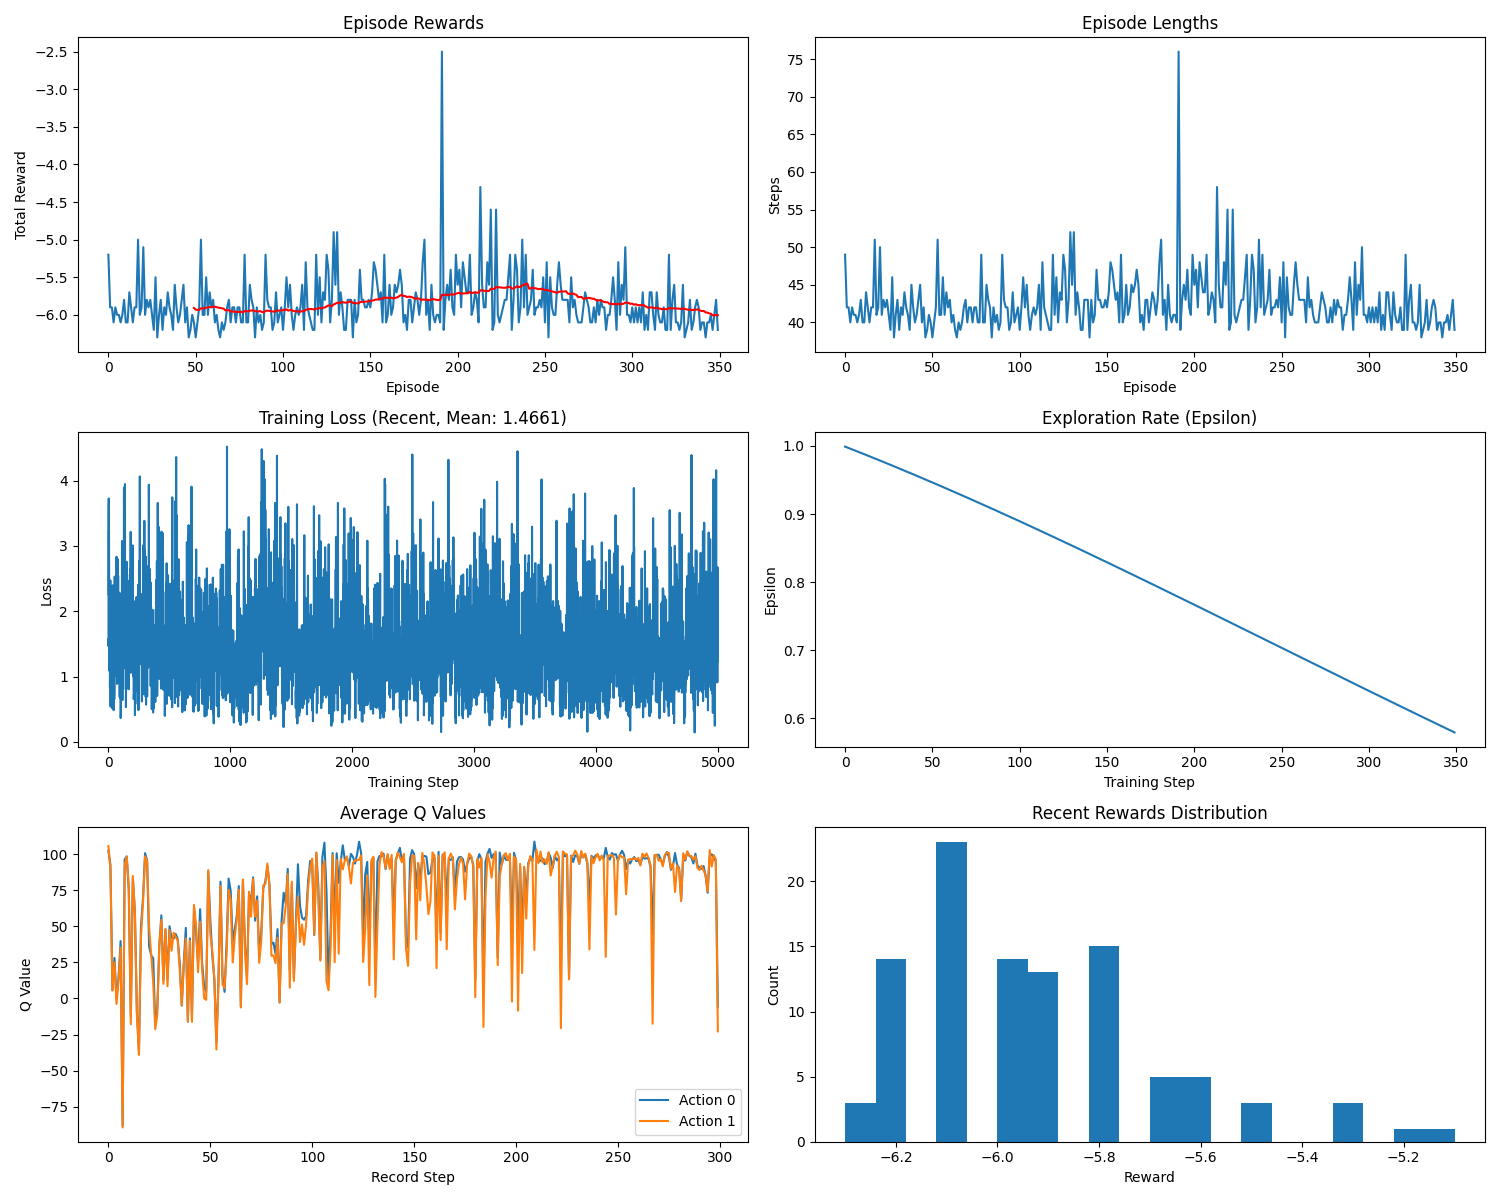 Episode Rewards
Total Reward
−2.5
−3.0
−3.5
−4.0
−4.5
−5.0
−5.5
−6.0
0 50 100 150 200 250 300 350
Episode
Episode Lengths
Steps
75
70
65
60
55
50
45
40
0 50 100 150 200 250 300 350
Episode
Training Loss (Recent, Mean: 1.4661)
Loss
4
3
2
1
0
0 1000 2000 3000 4000 5000
Training Step
Exploration Rate (Epsilon)
Epsilon
1.0
0.9
0.8
0.7
0.6
0 50 100 150 200 250 300 350
Training Step
Average Q Values
Q Value
100
75
50
25
0
−25
−50
−75
Action 0
Action 1
0 50 100 150 200 250 300
Record Step
Recent Rewards Distribution
Count
20
15
10
5
0
−6.2 −6.0 −5.8 −5.6 −5.4 −5.2
Reward